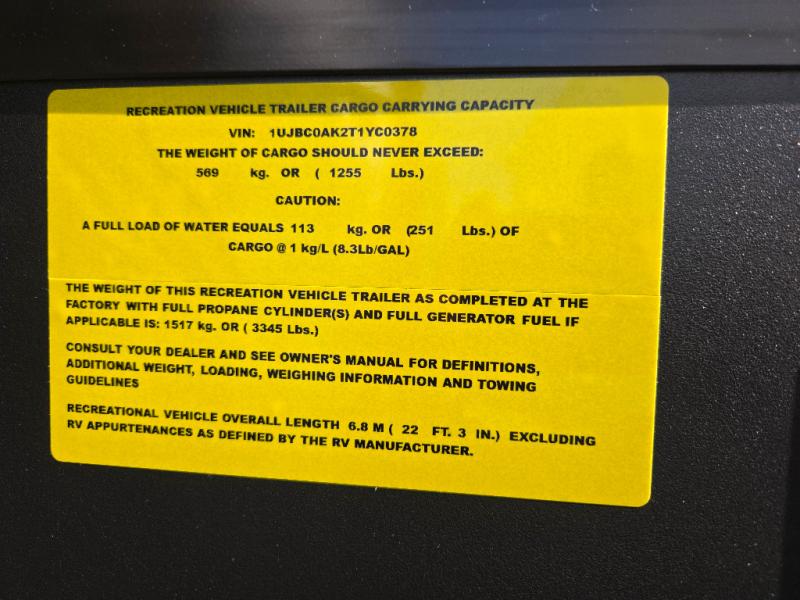 RECREATION VEHICLE TRAILER CARGO CARRYING CAPACITY
VIN: 1UJBC0AK2T1YC0378
THE WEIGHT OF CARGO SHOULD NEVER EXCEED:
569 kg. OR ( 1255 Lbs.)
CAUTION:
A FULL LOAD OF WATER EQUALS 113 kg. OR (251 Lbs.) OF
CARGO @ 1 kg/L (8.3Lb/GAL)
THE WEIGHT OF THIS RECREATION VEHICLE TRAILER AS COMPLETED AT THE
FACTORY WITH FULL PROPANE CYLINDER(S) AND FULL GENERATOR FUEL IF
APPLICABLE IS: 1517 kg. OR ( 3345 Lbs.)
CONSULT YOUR DEALER AND SEE OWNER'S MANUAL FOR DEFINITIONS,
ADDITIONAL WEIGHT, LOADING, WEIGHING INFORMATION AND TOWING
GUIDELINES
RECREATIONAL VEHICLE OVERALL LENGTH 6.8 M ( 22 FT. 3 IN.) EXCLUDING
RV APPURTENANCES AS DEFINED BY THE RV MANUFACTURER.